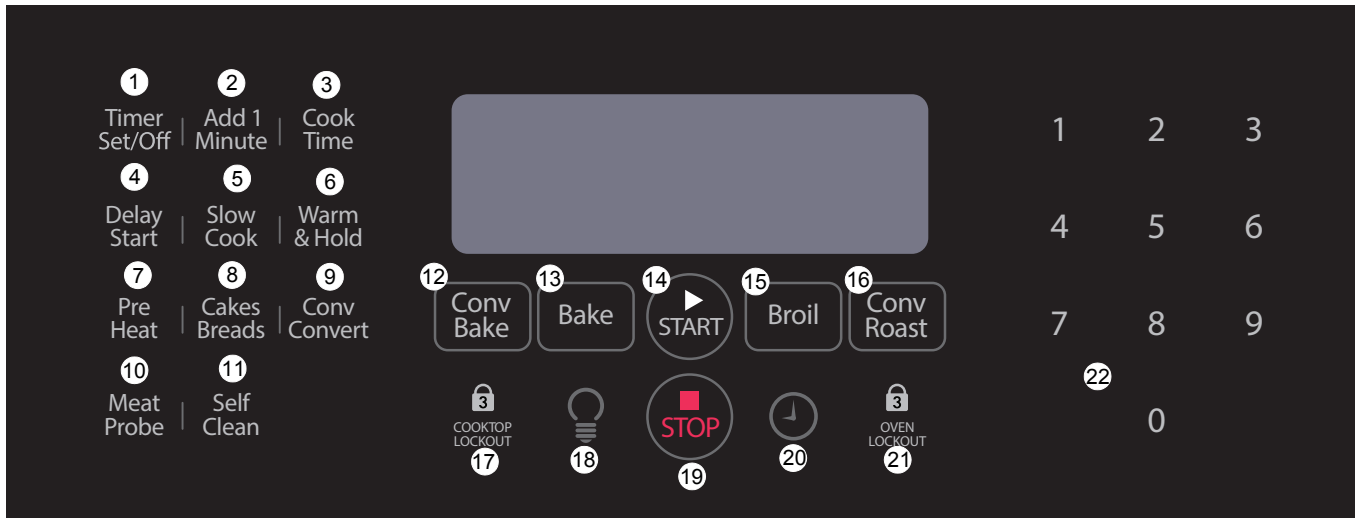 1 2 3
Timer Add 1 Cook
Set/Off | Minute | Time
4 5 6
Delay Slow Warm
Start | Cook | & Hold
7 8 9
Pre Cakes Conv
Heat | Breads | Convert
10 11
Meat Self
Probe | Clean
12 13 14 15 16
Conv
Bake
Bake
START
Broil
Conv
Roast
3
COOKTOP
LOCKOUT
17
18
STOP
19
20
3
OVEN
LOCKOUT
21
1 2 3
4 5 6
7 8 9
22
0